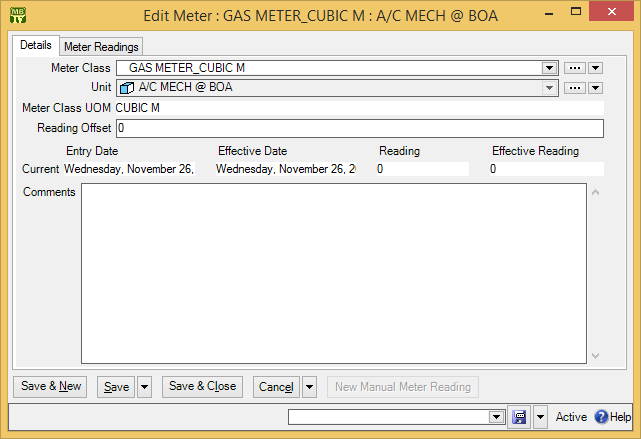 MB
LY
Edit Meter : GAS METER_CUBIC M : A/C MECH @ BOA
Details
Meter Readings
Meter Class GAS METER_CUBIC M
Unit A/C MECH @ BOA
Meter Class UOM CUBIC M
Reading Offset 0
Entry Date Effective Date Reading Effective Reading
Current Wednesday, November 26, Wednesday, November 26, 2 0 0
Comments
Save & New Save Save & Close Cancel New Manual Meter Reading
Active Help